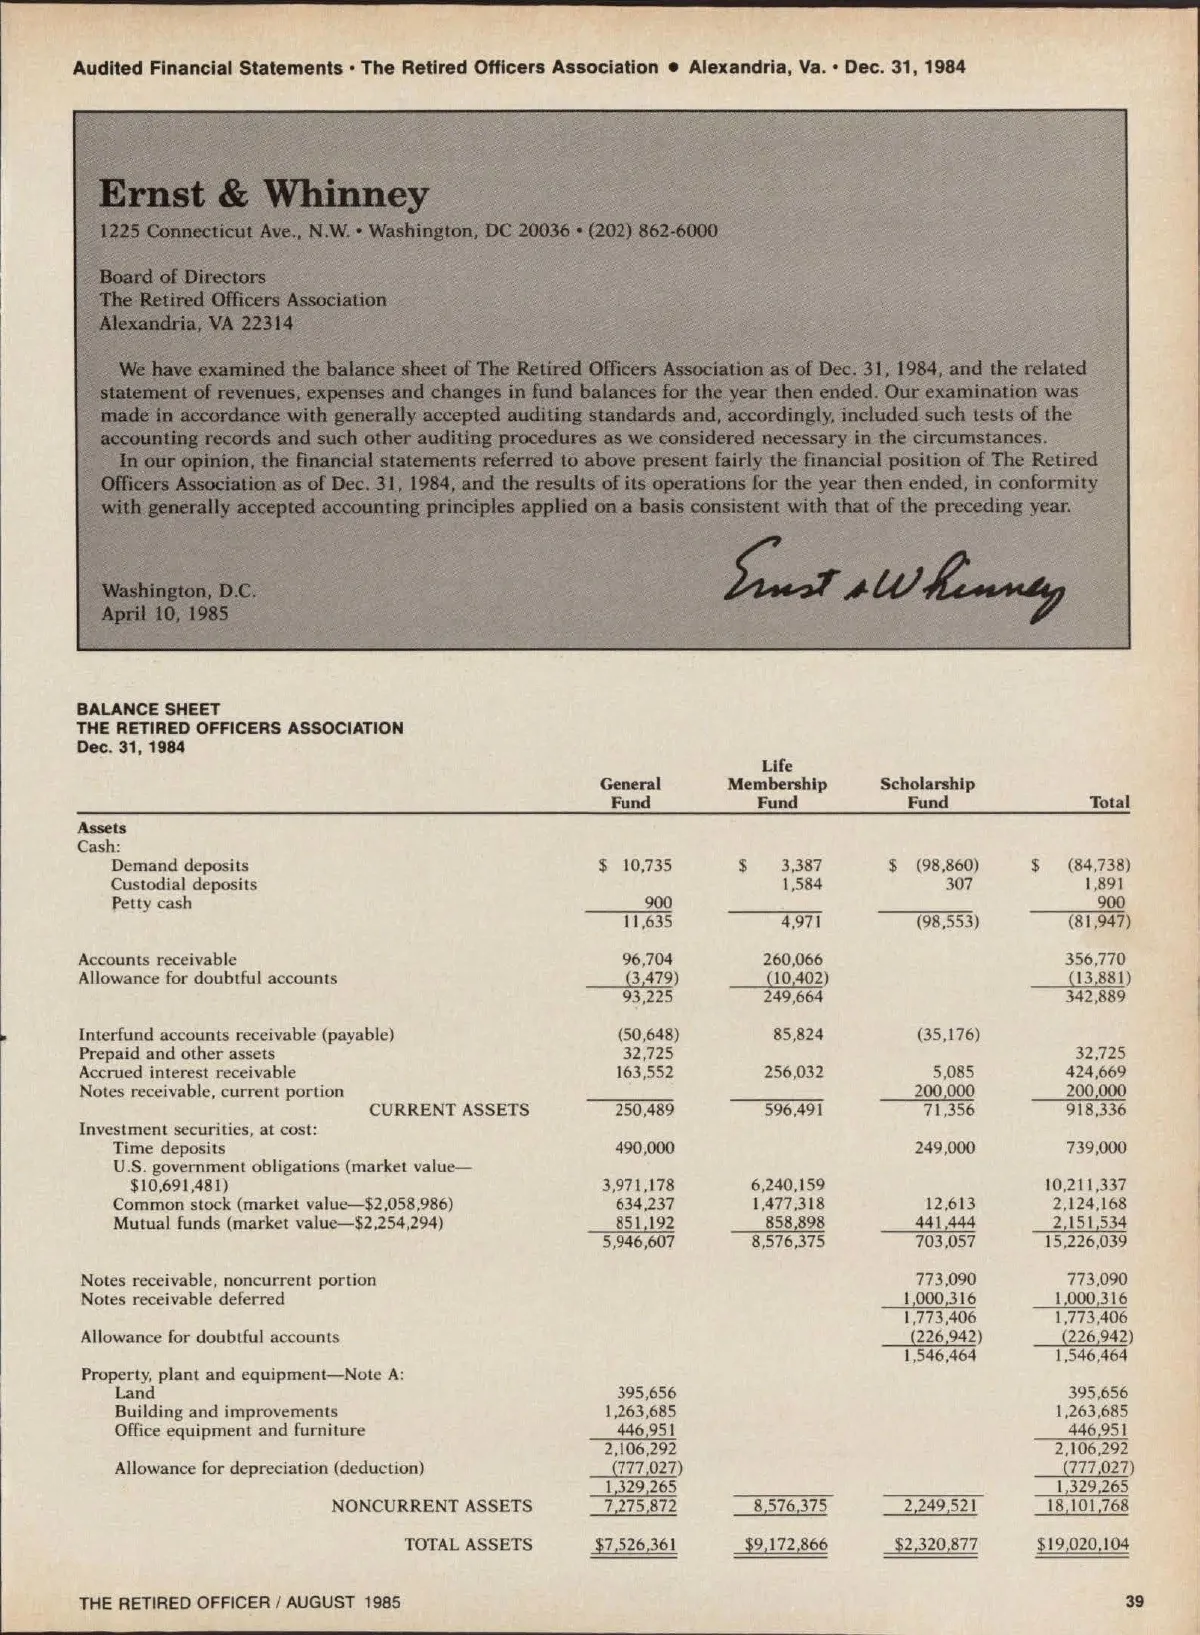 Audited Financial Statements • The Retired Officers Association ● Alexandria, Va. • Dec. 31, 1984
Ernst & Whinney
1225 Connecticut Ave., N.W. • Washington, DC 20036 • (202) 862-6000
Board of Directors
The Retired Officers Association
Alexandria, VA 22314
We have examined the balance sheet of The Retired Officers Association as of Dec. 31, 1984, and the related
statement of revenues, expenses and changes in fund balances for the year then ended. Our examination was
made in accordance with generally accepted auditing standards and, accordingly, included such tests of the
accounting records and such other auditing procedures as we considered necessary in the circumstances.
In our opinion, the financial statements referred to above present fairly the financial position of The Retired
Officers Association as of Dec. 31, 1984, and the results of its operations for the year then ended, in conformity
with generally accepted accounting principles applied on a basis consistent with that of the preceding year.
Ernst & Whinney
Washington, D.C.
April 10, 1985
BALANCE SHEET
THE RETIRED OFFICERS ASSOCIATION
Dec. 31, 1984
Life
General Membership Scholarship
Fund Fund Fund Total
Assets
Cash:
Demand deposits $ 10,735 $ 3,387 $ (98,860) $ (84,738)
Custodial deposits 1,584 307 1,891
Petty cash 900 900
11,635 4,971 (98,553) (81,947)
Accounts receivable 96,704 260,066 356,770
Allowance for doubtful accounts (3,479) (10,402) (13,881)
93,225 249,664 342,889
Interfund accounts receivable (payable) (50,648) 85,824 (35,176)
Prepaid and other assets 32,725 32,725
Accrued interest receivable 163,552 256,032 5,085 424,669
Notes receivable, current portion 200,000 200,000
CURRENT ASSETS 250,489 596,491 71,356 918,336
Investment securities, at cost:
Time deposits 490,000 249,000 739,000
U.S. government obligations (market value—
$10,691,481) 3,971,178 6,240,159 10,211,337
Common stock (market value—$2,058,986) 634,237 1,477,318 12,613 2,124,168
Mutual funds (market value—$2,254,294) 851,192 858,898 441,444 2,151,534
5,946,607 8,576,375 703,057 15,226,039
Notes receivable, noncurrent portion 773,090 773,090
Notes receivable deferred 1,000,316 1,000,316
1,773,406 1,773,406
Allowance for doubtful accounts (226,942) (226,942)
1,546,464 1,546,464
Property, plant and equipment—Note A:
Land 395,656 395,656
Building and improvements 1,263,685 1,263,685
Office equipment and furniture 446,951 446,951
2,106,292 2,106,292
Allowance for depreciation (deduction) (777,027) (777,027)
1,329,265 1,329,265
NONCURRENT ASSETS 7,275,872 8,576,375 2,249,521 18,101,768
TOTAL ASSETS $7,526,361 $9,172,866 $2,320,877 $19,020,104
THE RETIRED OFFICER / AUGUST 1985 39